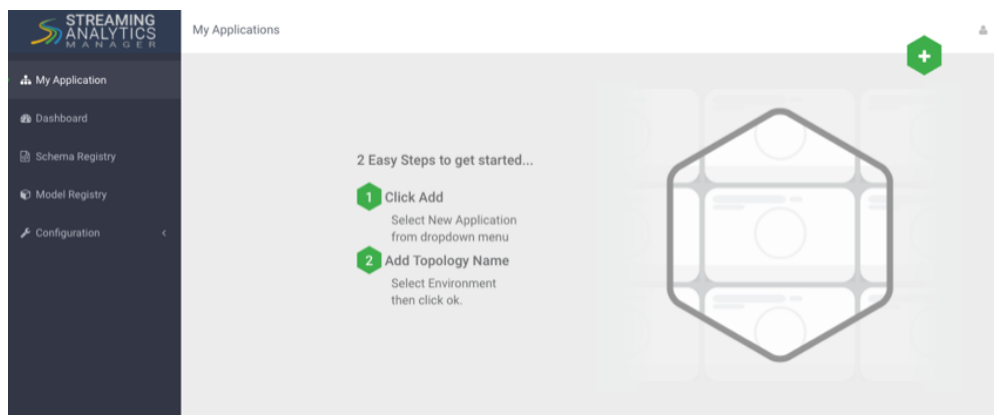 STREAMING
ANALYTICS
MANAGER
My Applications
+
My Application
Dashboard
Schema Registry
Model Registry
Configuration
2 Easy Steps to get started...
1 Click Add
Select New Application
from dropdown menu
2 Add Topology Name
Select Environment
then click ok.